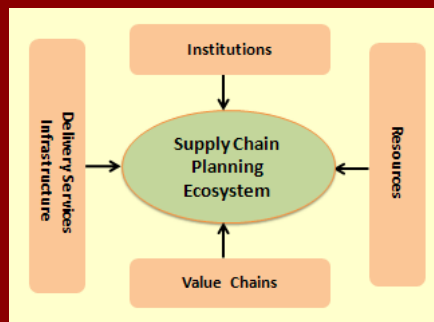 Institutions
Delivery Services
Infrastructure
Supply Chain
Planning
Ecosystem
Resources
Value Chains